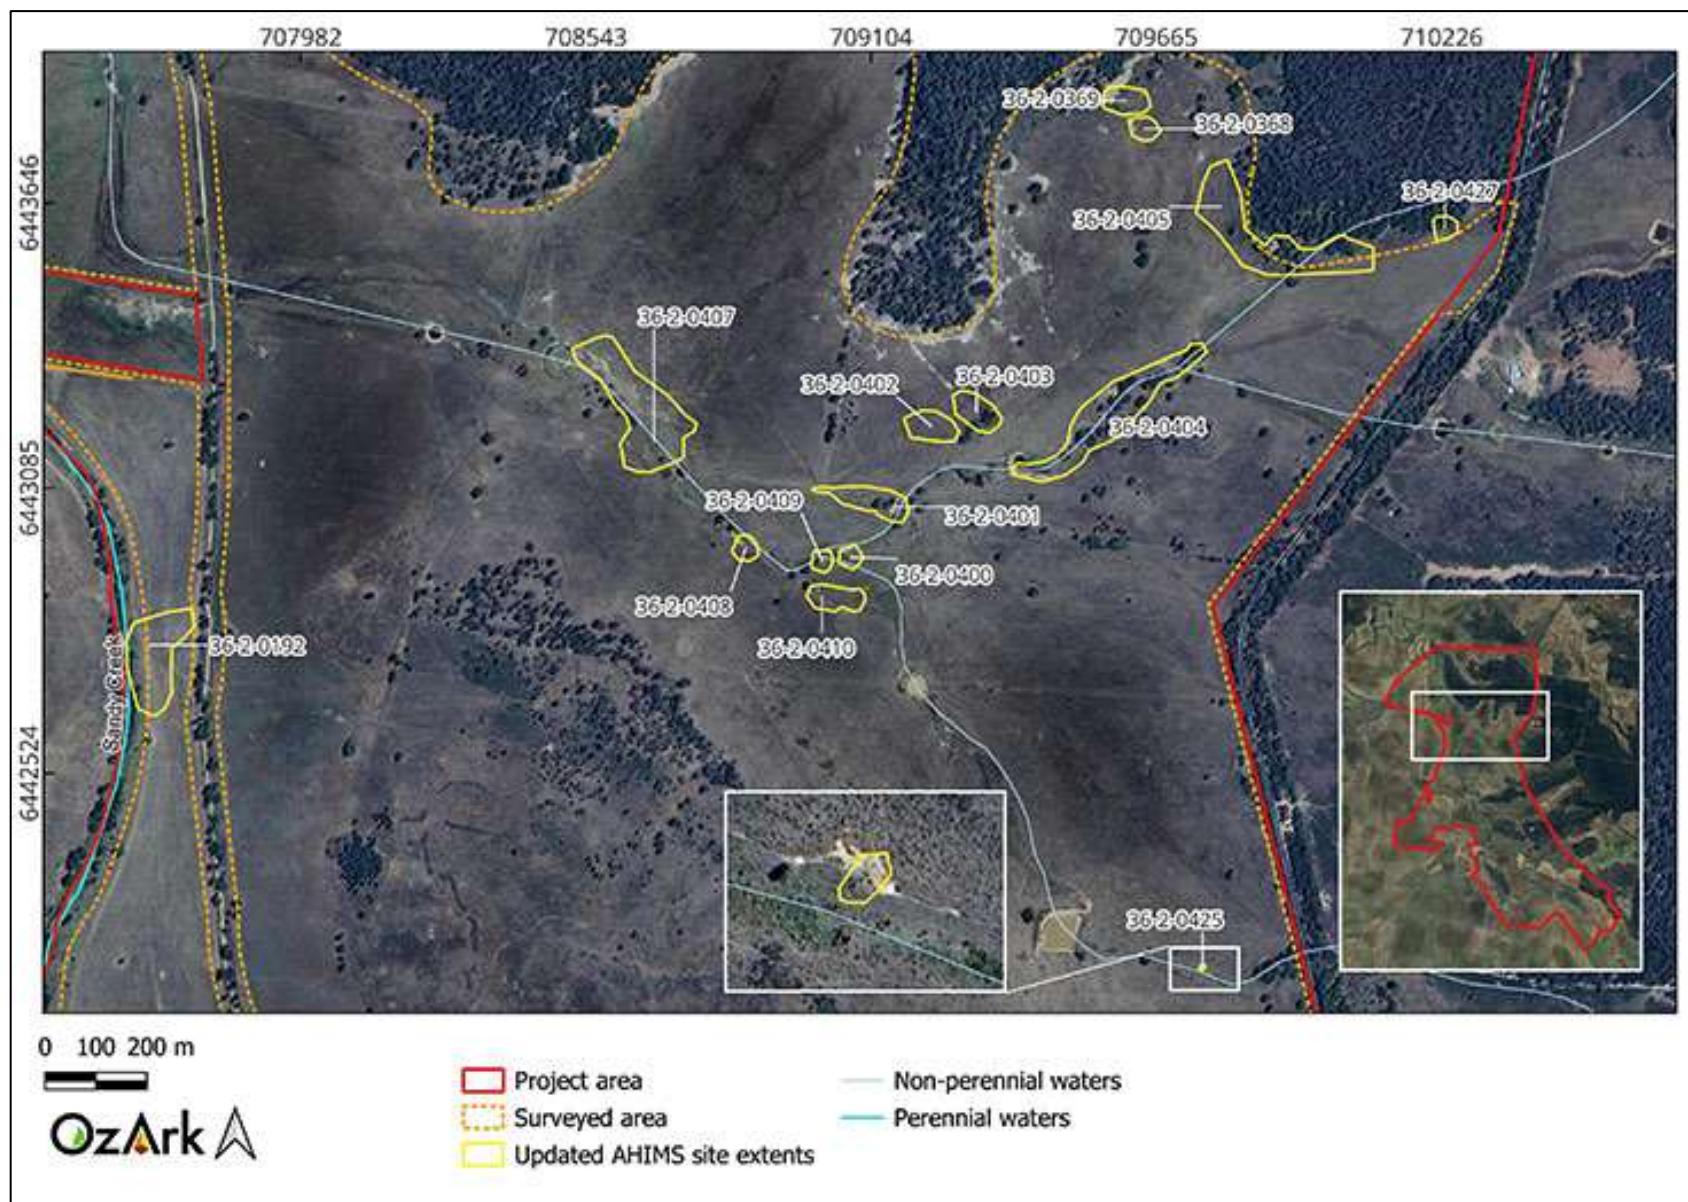 707982 708543 709104 709665 710226
6443646
6443085
6442524
36-2-0369
36-2-0368
36-2-0427
36-2-0405
36-2-0407
36-2-0402
36-2-0403
36-2-0404
36-2-0409
36-2-0401
36-2-0400
36-2-0408
36-2-0410
36-2-0192
Sandy Creek
36-2-0425
0 100 200 m
Project area
Surveyed area
Updated AHIMS site extents
Non-perennial waters
Perennial waters
OzArk